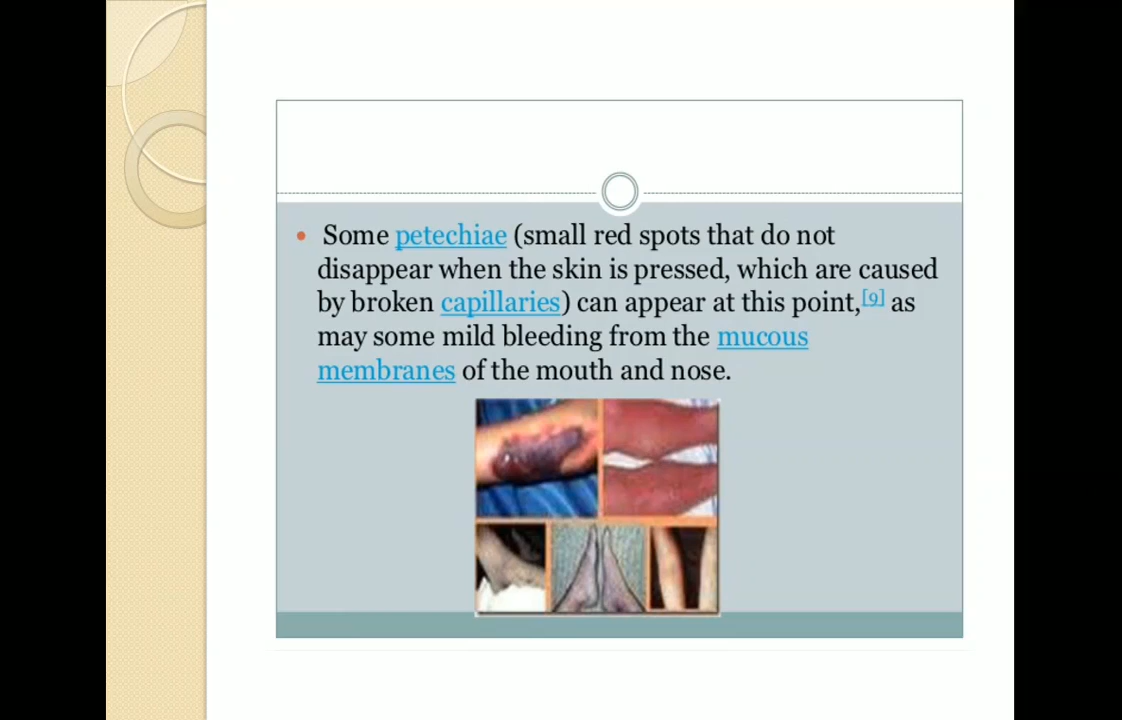 • Some petechiae (small red spots that do not
disappear when the skin is pressed, which are caused
by broken capillaries) can appear at this point,[9] as
may some mild bleeding from the mucous
membranes of the mouth and nose.